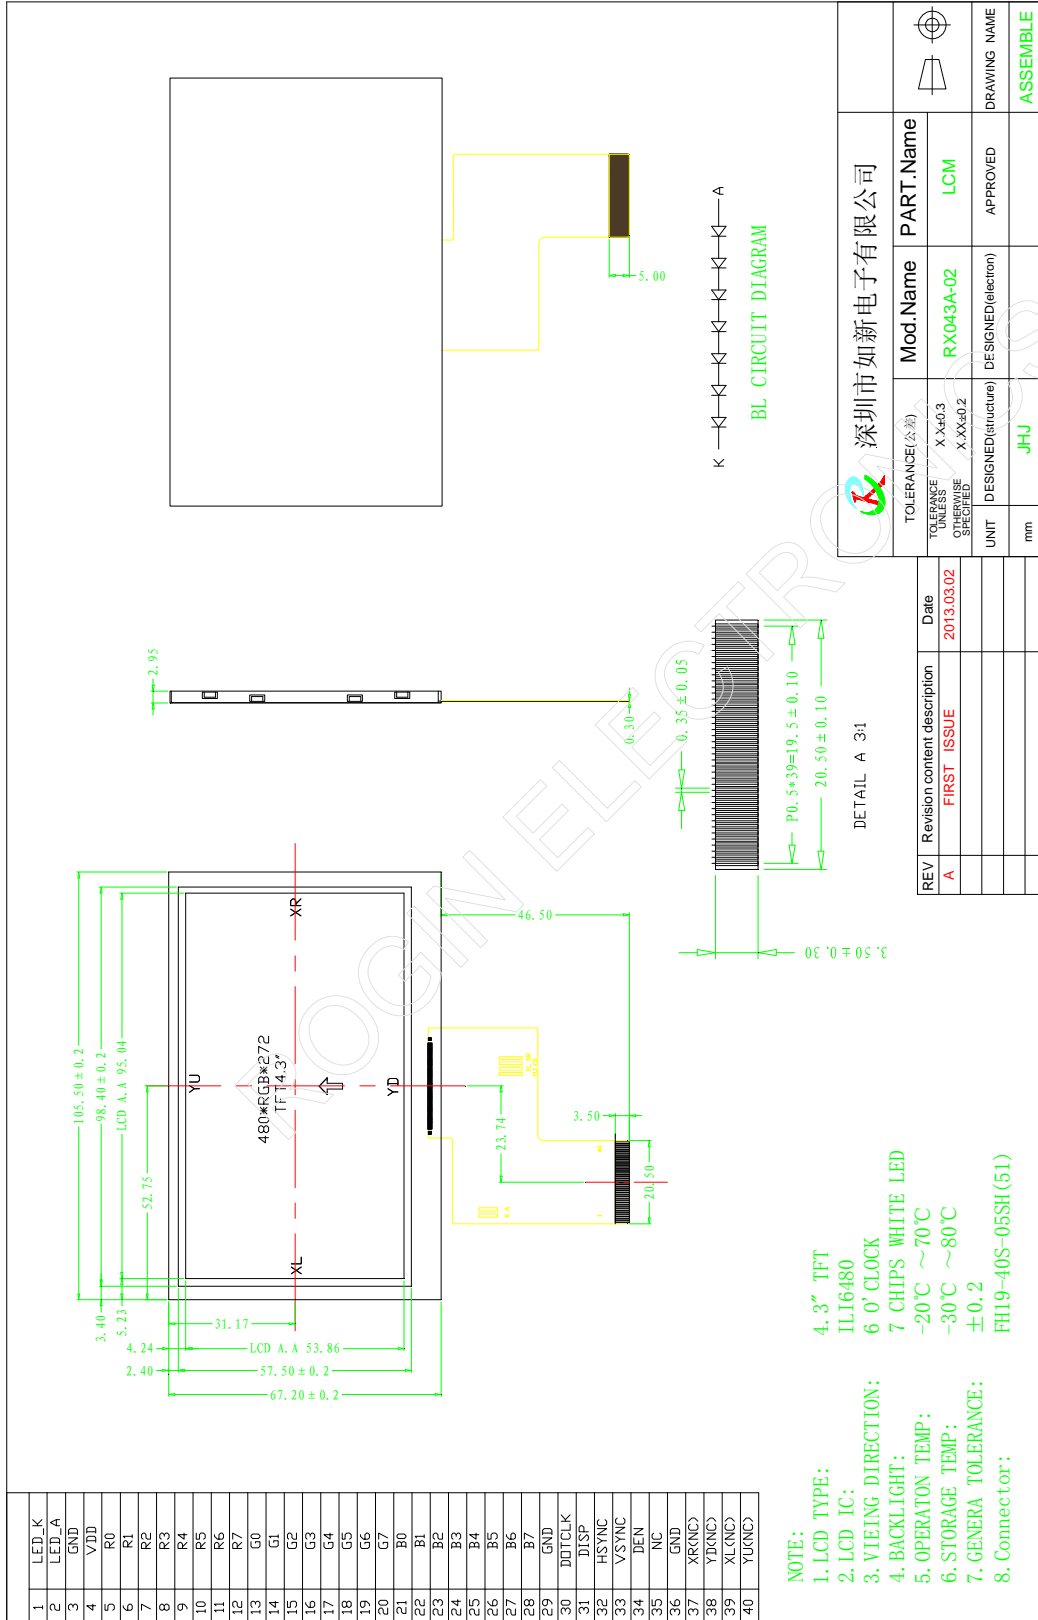 1 LED_K
2 LED_A
3 GND
4 VDD
5 R0
6 R1
7 R2
8 R3
9 R4
10 R5
11 R6
12 R7
13 G0
14 G1
15 G2
16 G3
17 G4
18 G5
19 G6
20 G7
21 B0
22 B1
23 B2
24 B3
25 B4
26 B5
27 B6
28 B7
29 GND
30 DOTCLK
31 DISP
32 HSYNC
33 VSYNC
34 DEN
35 NC
36 GND
37 XR(NC)
38 YD(NC)
39 XL(NC)
40 YU(NC)
105.50±0.2
98.40±0.2
LCD A.A 95.04
52.75
3.40
5.23
4.24
2.40
31.17
LCD A.A 53.86
57.50±0.2
67.20±0.2
YU
XR
YD
XL
480*RGB*272
TFT4.3″
46.50
23.74
3.50
20.50
2.95
0.30
5.00
K
A
BL CIRCUIT DIAGRAM
0.35±0.05
P0.5*39=19.5±0.10
20.50±0.10
3.50±0.30
DETAIL A 3:1
ROGIN ELECTRONICS
NOTE:
1.LCD TYPE: 4.3″ TFT
2.LCD IC: ILI6480
3.VIEING DIRECTION: 6 O'CLOCK
4.BACKLIGHT: 7 CHIPS WHITE LED
5.OPERATON TEMP: -20℃ ~70℃
6.STORAGE TEMP: -30℃ ~80℃
7.GENERA TOLERANCE: ±0.2
8.Connector: FH19-40S-05SH(51)
REV Revision content description Date
A FIRST ISSUE 2013.03.02
深圳市如新电子有限公司
TOLERANCE(公差) Mod.Name PART.Name
TOLERANCE
UNLESS
OTHERWISE
SPECIFIED
X.X±0.3
X.XX±0.2
RX043A-02 LCM
UNIT DESIGNED(structure) DESIGNED(electron) APPROVED DRAWING NAME
mm JHJ ASSEMBLE